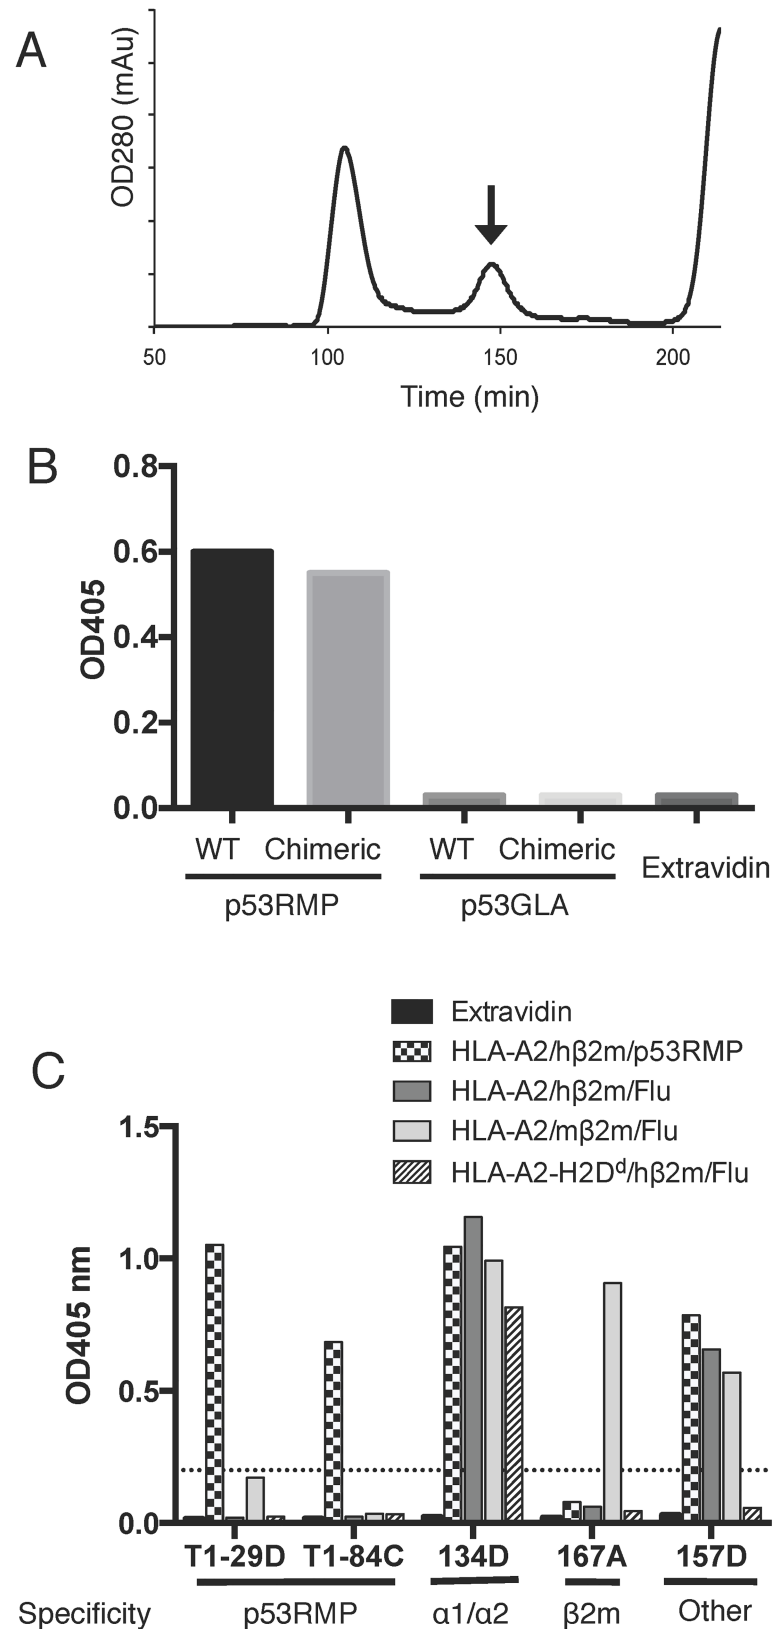 A
OD280 (mAu)
50 100 150 200
Time (min)
B
OD405
0.8
0.6
0.4
0.2
0.0
WT Chimeric WT Chimeric Extravidin
p53RMP p53GLA
C
Extravidin
HLA-A2/hβ2m/p53RMP
HLA-A2/hβ2m/Flu
HLA-A2/mβ2m/Flu
HLA-A2-H2Dᵈ/hβ2m/Flu
OD405 nm
1.5
1.0
0.5
0.0
T1-29D T1-84C 134D 167A 157D
Specificity p53RMP α1/α2 β2m Other